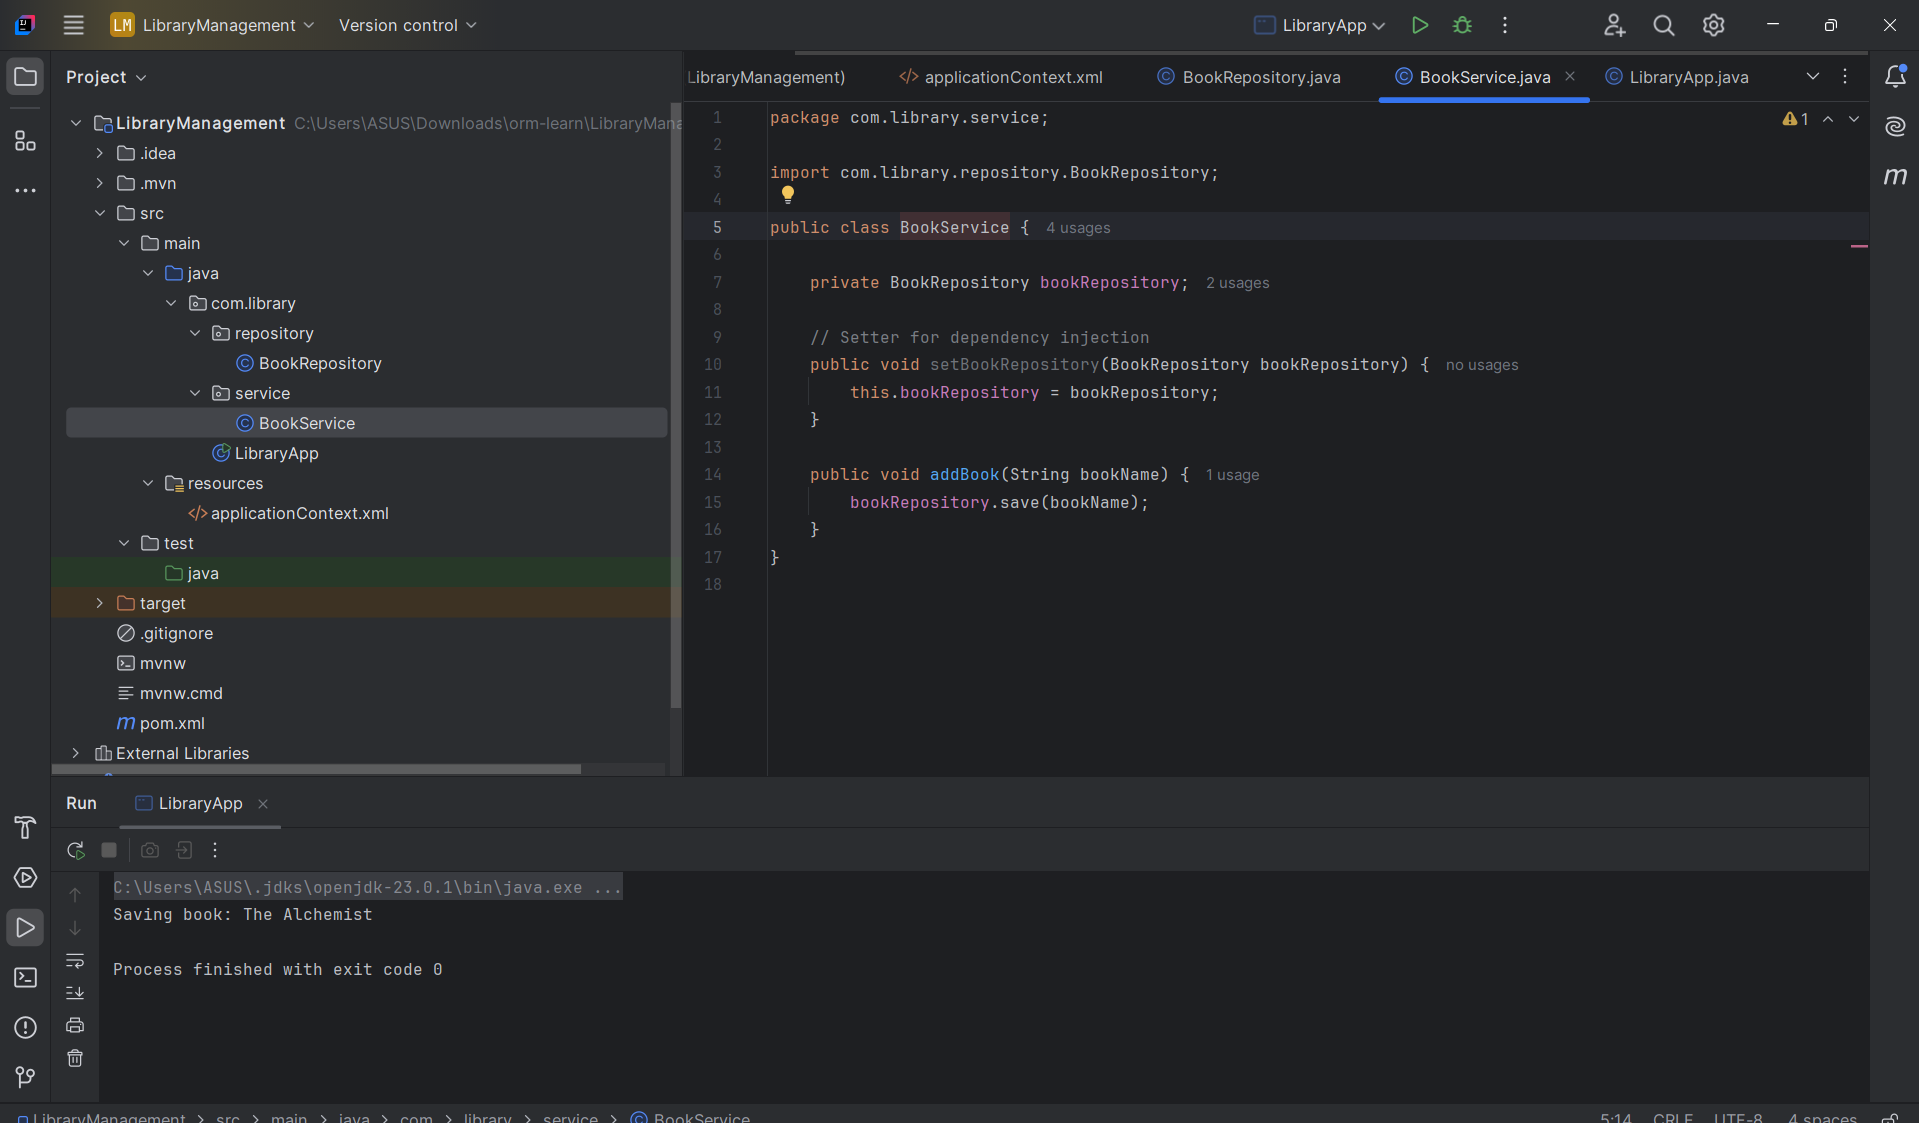 LM LibraryManagement Version control LibraryApp
Project
LibraryManagement C:\Users\ASUS\Downloads\orm-learn\LibraryMana
.idea
.mvn
src
main
java
com.library
repository
BookRepository
service
BookService
LibraryApp
resources
applicationContext.xml
test
java
target
.gitignore
mvnw
mvnw.cmd
pom.xml
External Libraries
LibraryManagement) applicationContext.xml BookRepository.java BookService.java LibraryApp.java
1 package com.library.service; 1
2
3 import com.library.repository.BookRepository;
4
5 public class BookService { 4 usages
6
7 private BookRepository bookRepository; 2 usages
8
9 // Setter for dependency injection
10 public void setBookRepository(BookRepository bookRepository) { no usages
11 this.bookRepository = bookRepository;
12 }
13
14 public void addBook(String bookName) { 1 usage
15 bookRepository.save(bookName);
16 }
17 }
18
Run LibraryApp
C:\Users\ASUS\.jdks\openjdk-23.0.1\bin\java.exe ...
Saving book: The Alchemist
Process finished with exit code 0
LibraryManagement > src > main > java > com > library > service > BookService 5:14 CRLF UTF-8 4 spaces